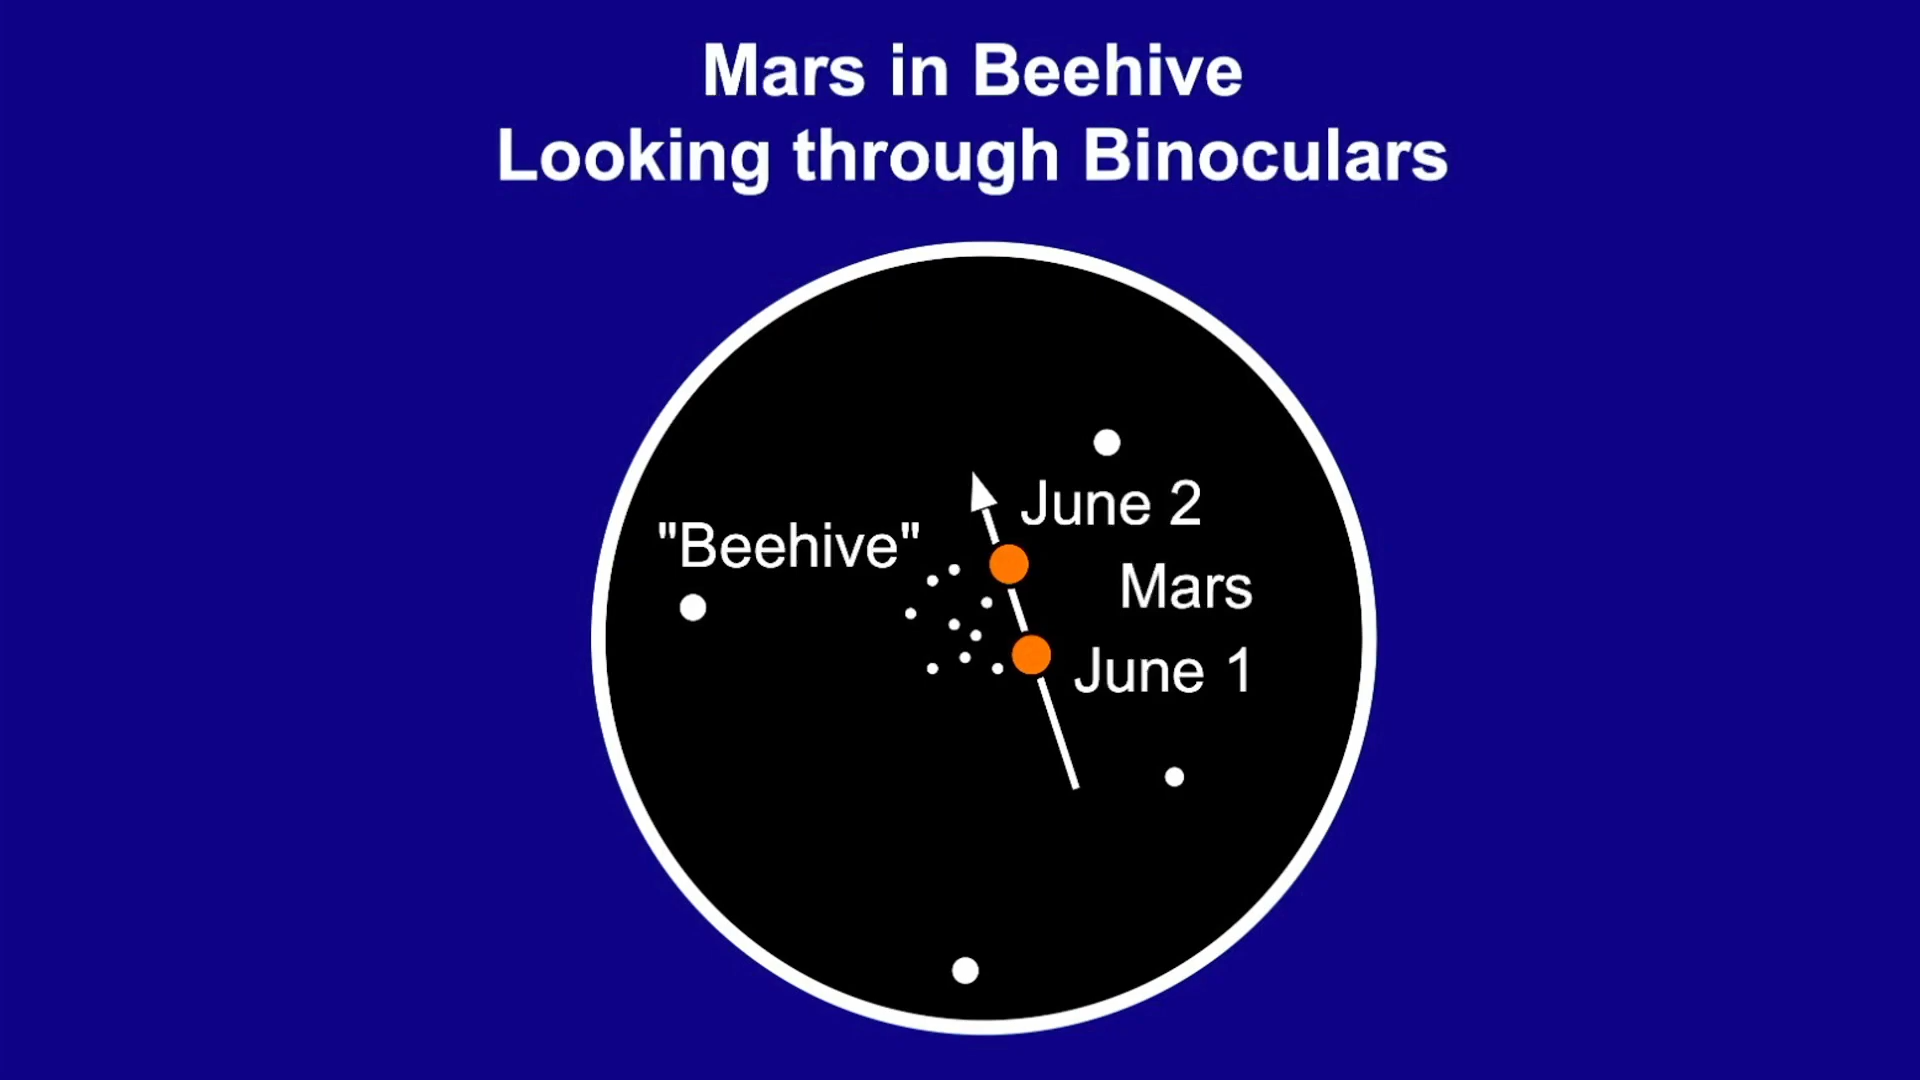 Mars in Beehive
Looking through Binoculars
June 2
"Beehive"
Mars
June 1